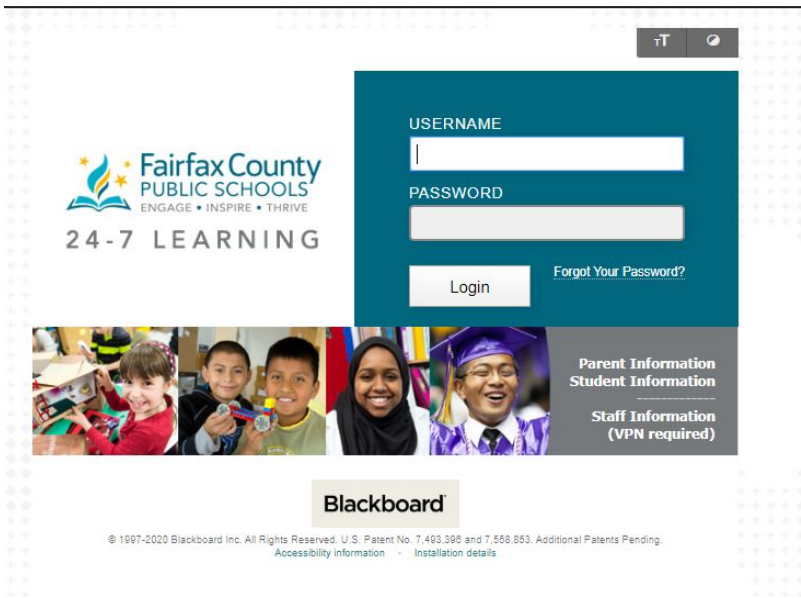 TT
USERNAME
PASSWORD
Login
Forgot Your Password?
Fairfax County
PUBLIC SCHOOLS
ENGAGE • INSPIRE • THRIVE
24-7 LEARNING
Parent Information
Student Information
Staff Information
(VPN required)
Blackboard
© 1997-2020 Blackboard Inc. All Rights Reserved. U.S. Patent No. 7,493,396 and 7,558,853. Additional Patents Pending.
Accessibility information - Installation details